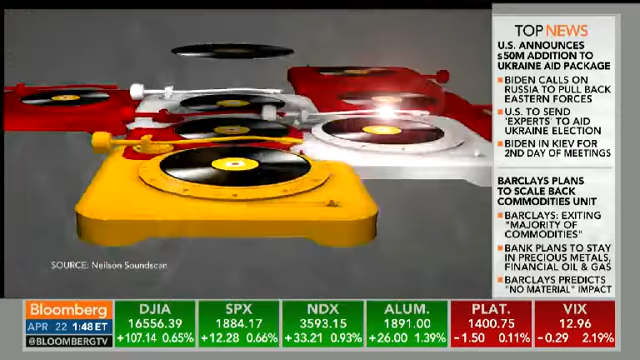 TOP NEWS
U.S. ANNOUNCES
$50M ADDITION TO
UKRAINE AID PACKAGE
BIDEN CALLS ON
RUSSIA TO PULL BACK
EASTERN FORCES
U.S. TO SEND
'EXPERTS' TO AID
UKRAINE ELECTION
BIDEN IN KIEV FOR
2ND DAY OF MEETINGS
BARCLAYS PLANS
TO SCALE BACK
COMMODITIES UNIT
BARCLAYS: EXITING
"MAJORITY OF
COMMODITIES"
BANK PLANS TO STAY
IN PRECIOUS METALS,
FINANCIAL OIL & GAS
BARCLAYS PREDICTS
"NO MATERIAL" IMPACT
SOURCE: Neilson Soundscan
Bloomberg
APR 22 1:48 ET
@BLOOMBERGTV
DJIA
16556.39
+107.14 0.65%
SPX
1884.17
+12.28 0.66%
NDX
3593.15
+33.21 0.93%
ALUM.
1891.00
+26.00 1.39%
PLAT.
1400.75
-1.50 0.11%
VIX
12.96
-0.29 2.19%